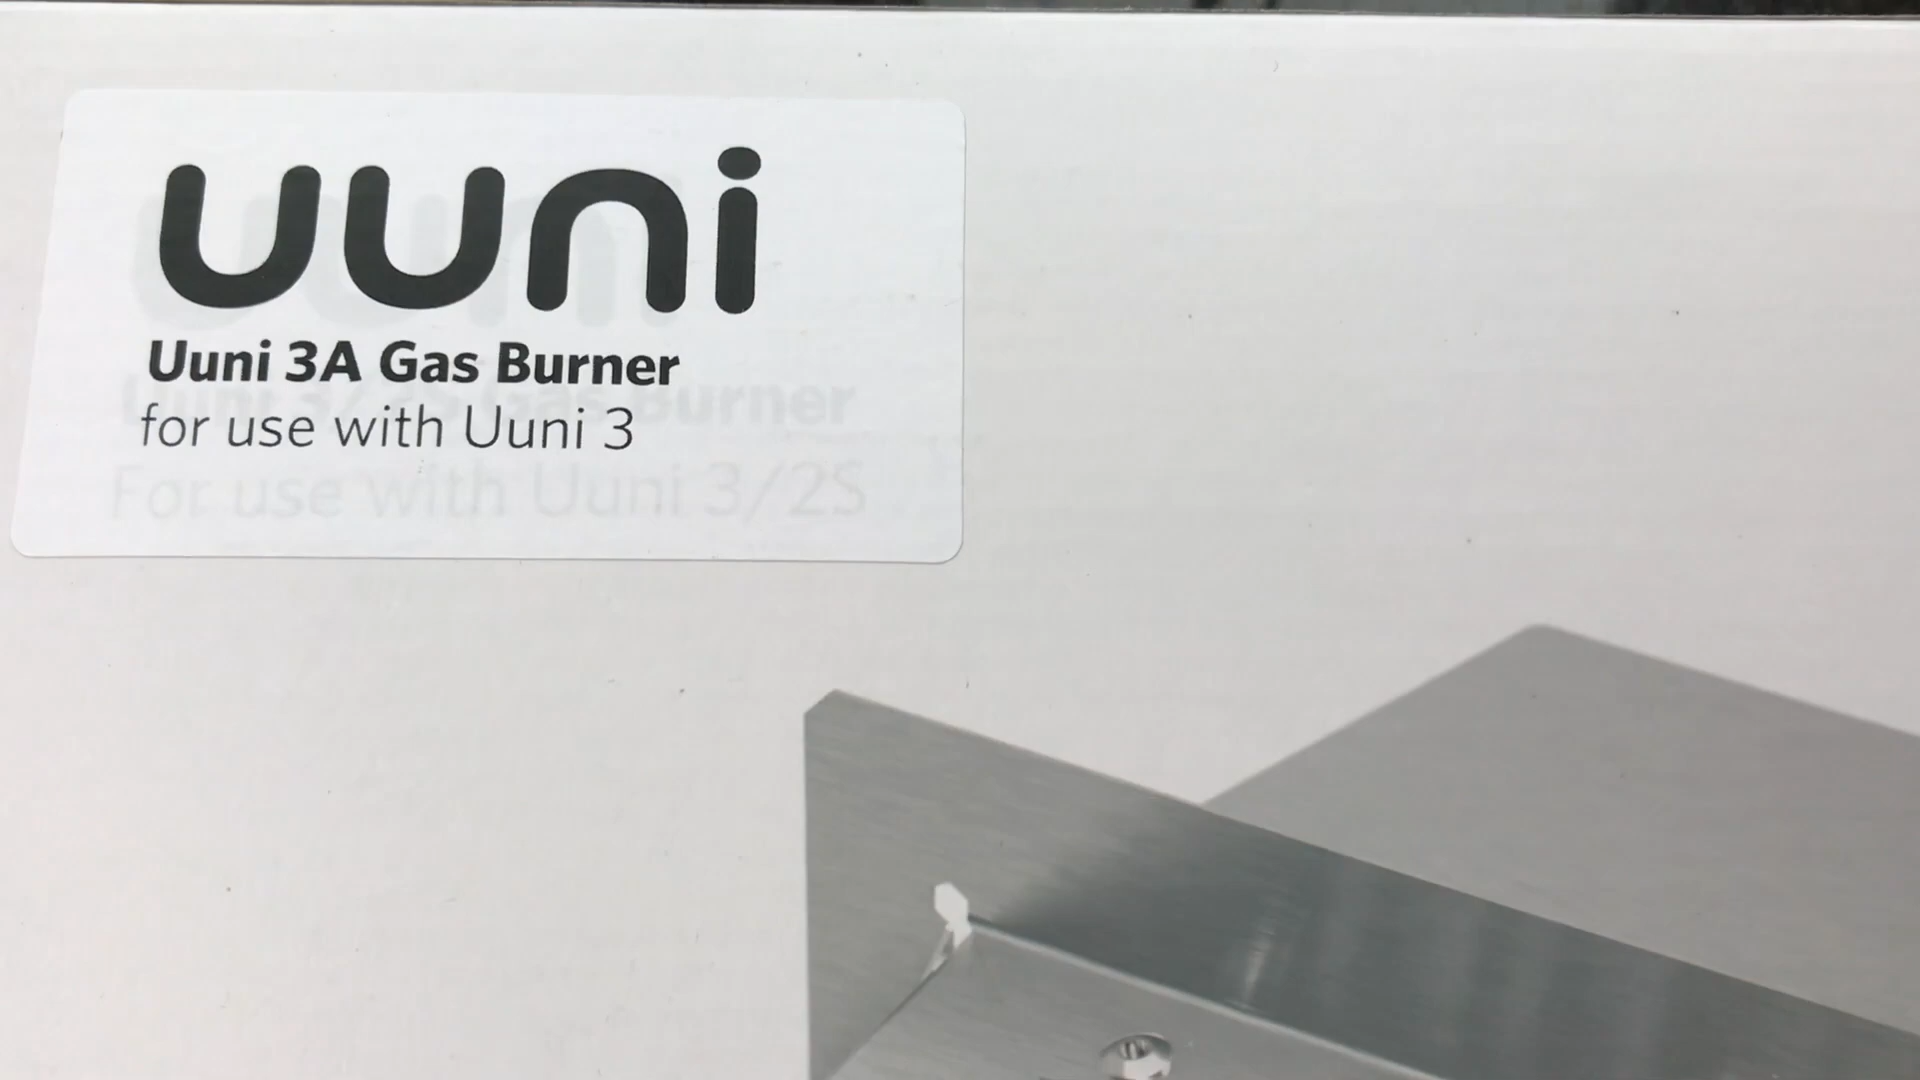 uuni
Uuni 3A Gas Burner
for use with Uuni 3
Uuni 3/2S Gas Burner
For use with Uuni 3/2S